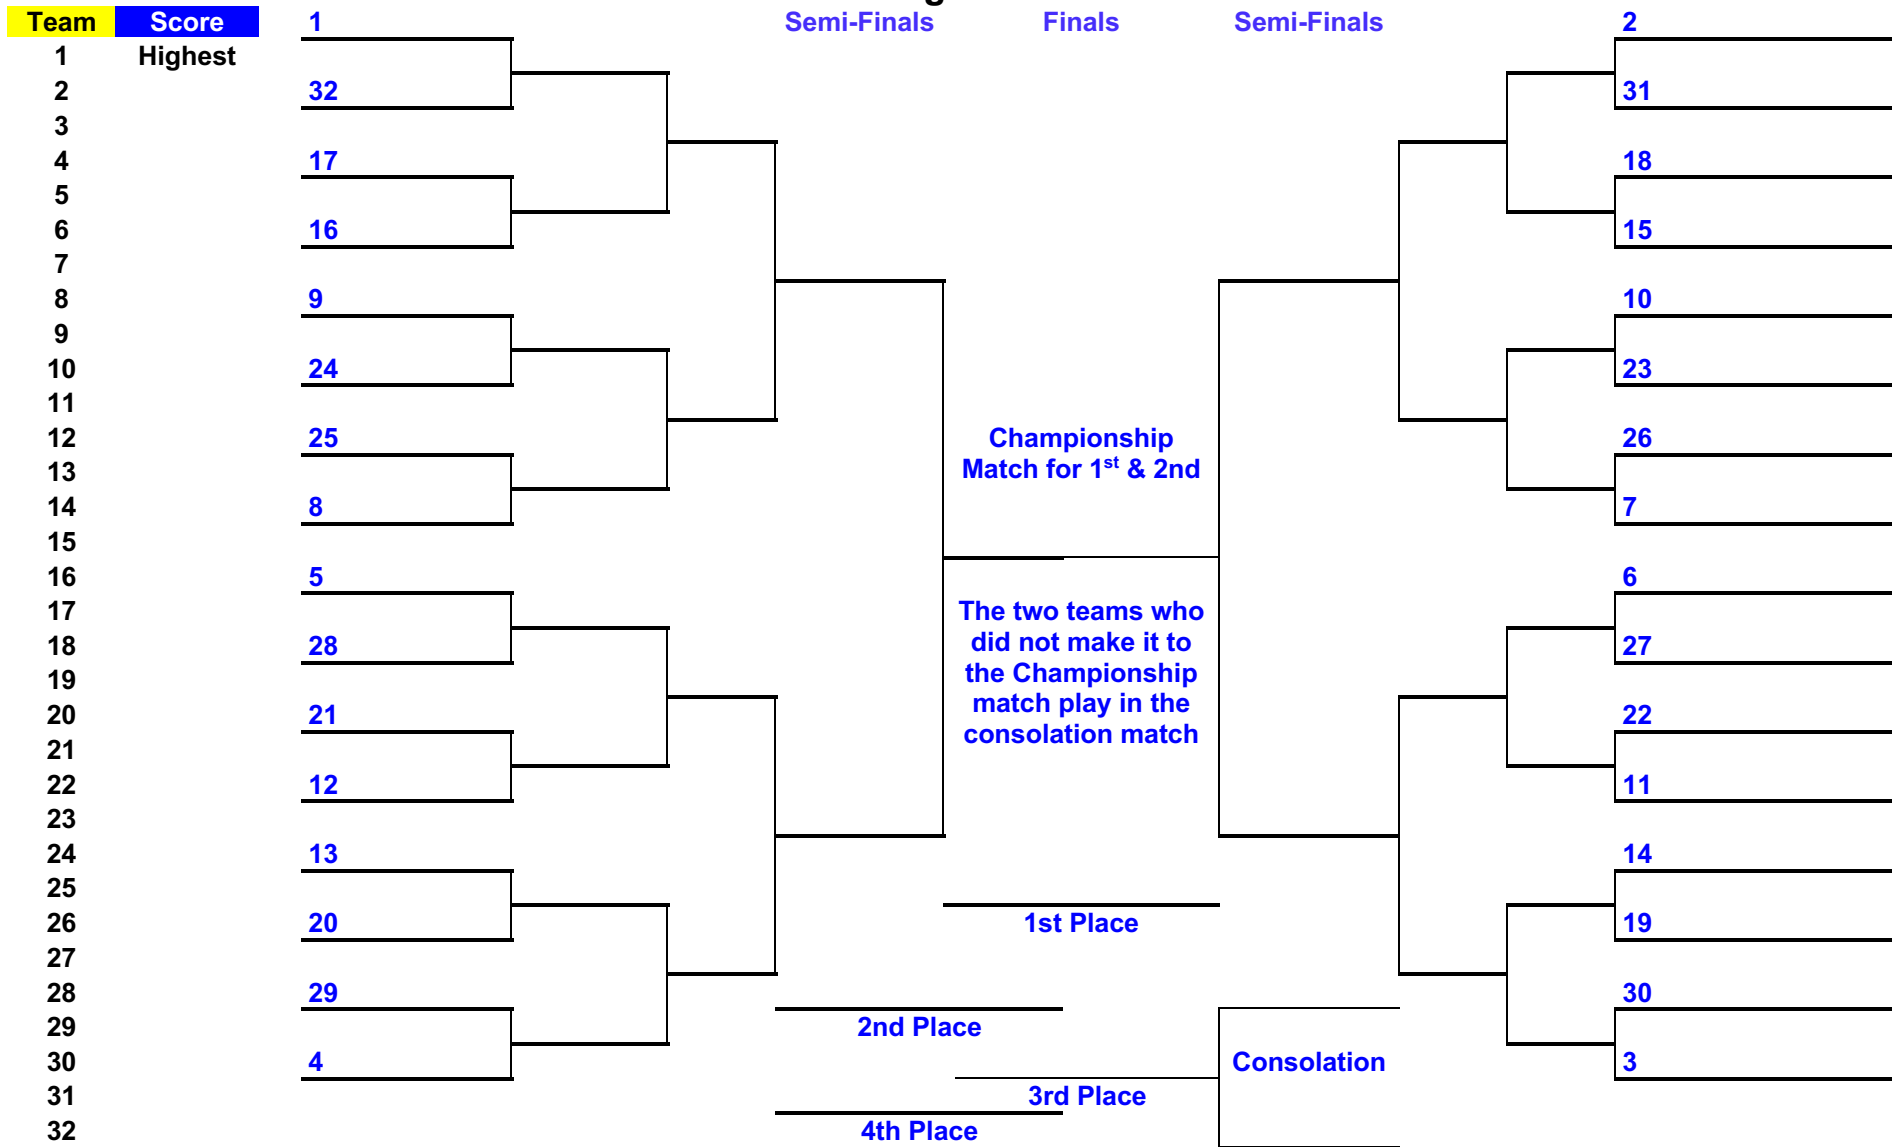 Team Score 1 Semi-Finals Finals Semi-Finals 2
1 Highest
2 32 31
3
4 17 18
5
6 16 15
7
8 9 10
9
10 24 23
11
12 25 Championship 26
13 Match for 1st & 2nd
14 8 7
15
16 5 6
17 The two teams who
18 28 did not make it to 27
19 the Championship
20 21 match play in the 22
21 consolation match
22 12 11
23
24 13 14
25
26 20 1st Place 19
27
28 29 30
29 2nd Place
30 4 Consolation 3
31 3rd Place
32 4th Place